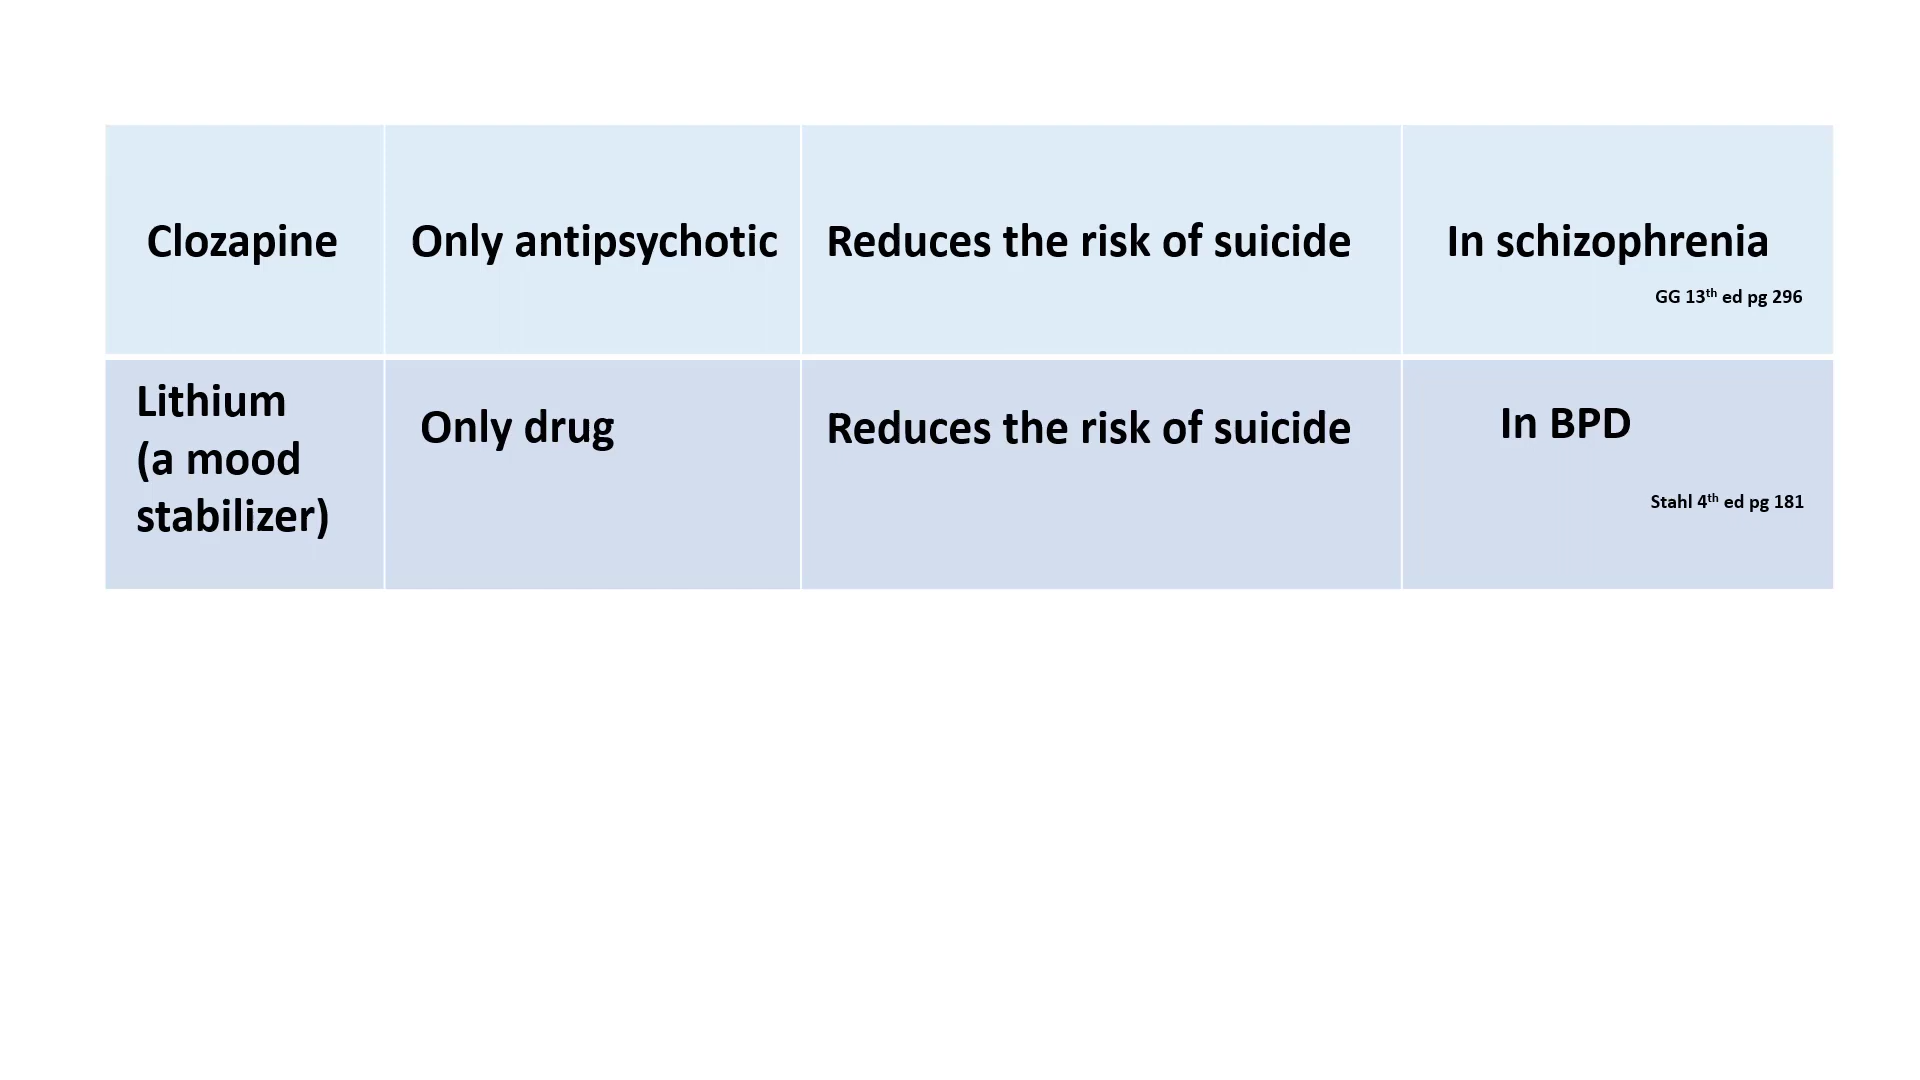 Clozapine
Only antipsychotic
Reduces the risk of suicide
In schizophrenia
GG 13th ed pg 296
Lithium
(a mood
stabilizer)
Only drug
Reduces the risk of suicide
In BPD
Stahl 4th ed pg 181